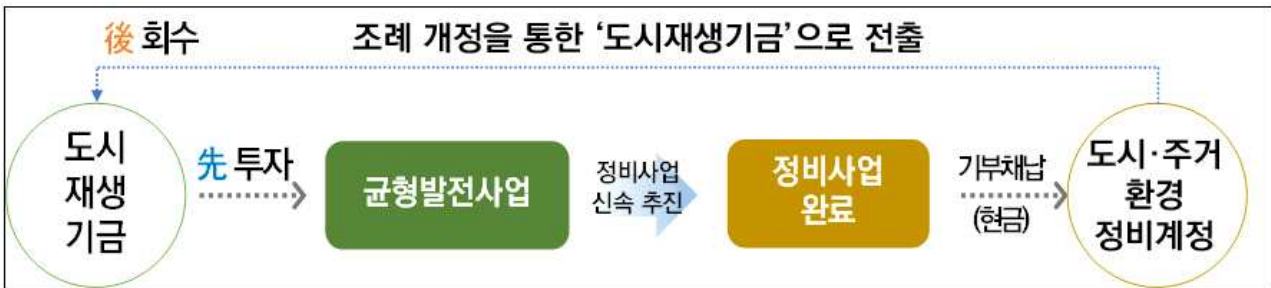 後 회수
조례 개정을 통한 ‘도시재생기금’으로 전출
도시
재생
기금
先 투자
균형발전사업
정비사업
신속 추진
정비사업
완료
기부채납
(현금)
도시·주거
환경
정비계정